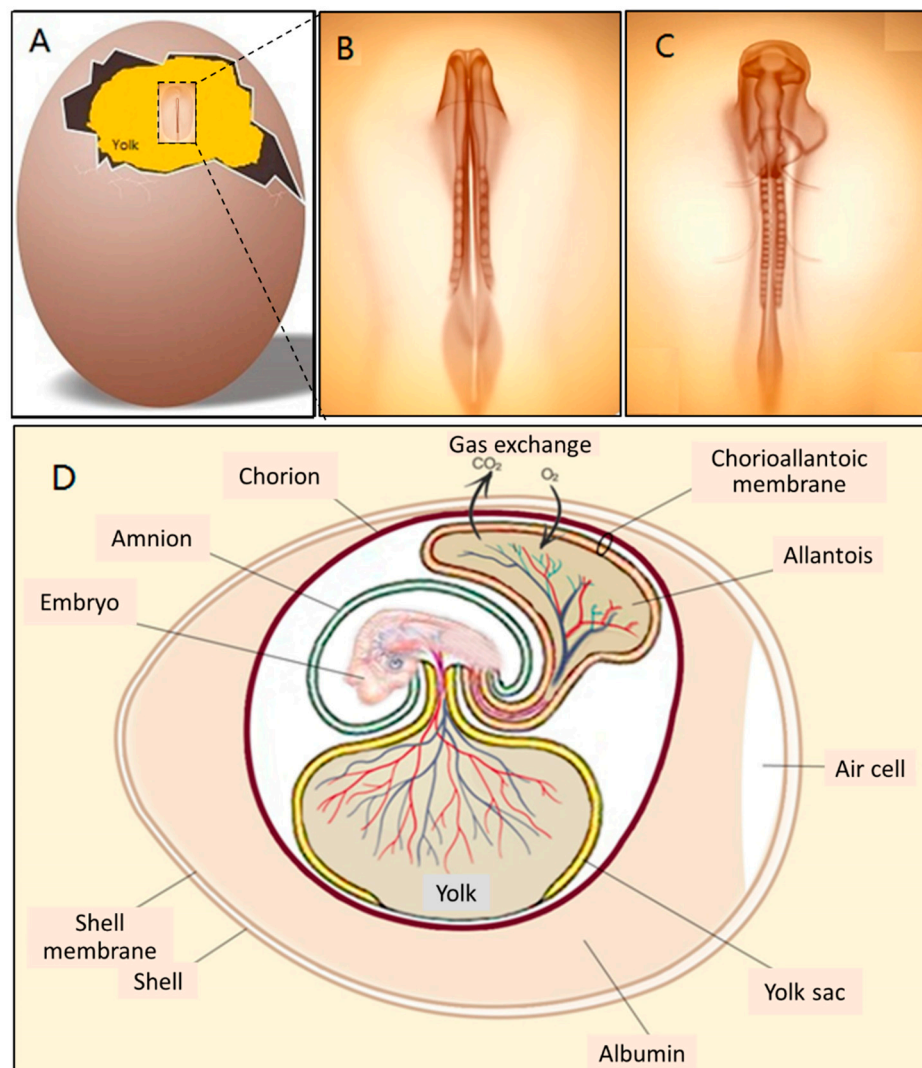 A
Yolk
B
C
D
Gas exchange
CO₂
O₂
Chorion
Chorioallantoic
membrane
Amnion
Allantois
Embryo
Air cell
Yolk
Shell
membrane
Shell
Yolk sac
Albumin